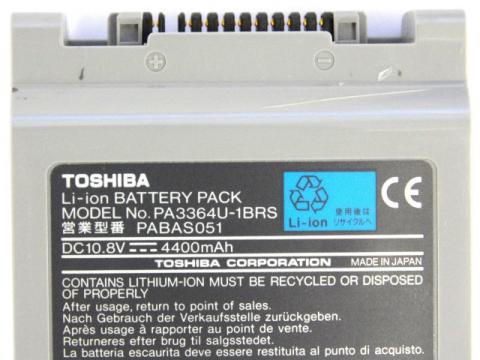 TOSHIBA
Li-ion BATTERY PACK
MODEL No. PA3364U-1BRS
営業型番 PABAS051
DC10.8V 4400mAh
Li-ion 使用後は
リサイクルへ
CE
TOSHIBA CORPORATION MADE IN JAPAN
CONTAINS LITHIUM-ION MUST BE RECYCLED OR DISPOSED
OF PROPERLY
After usage, return to point of sales.
Nach Gebrauch der Verkaufsstelle zurückgeben.
Après usage à rapporter au point de vente.
Returneres efter brug til salgsstedet.
La batteria escaurita deve essere restituita al punto di acquisto.